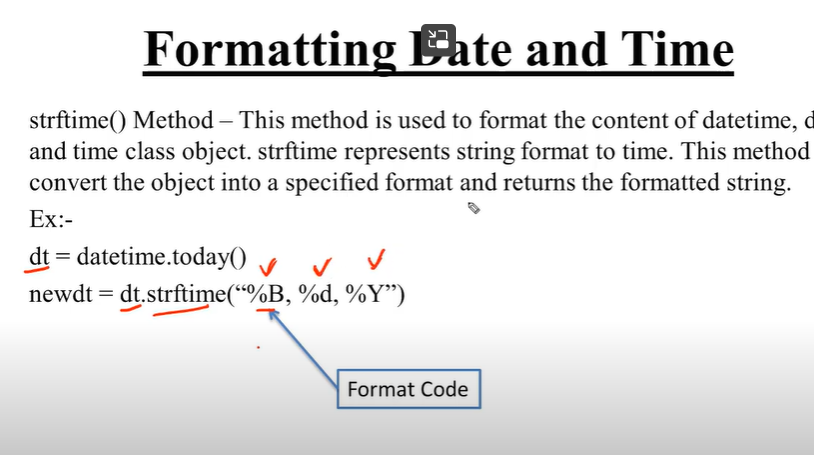 Formatting Date and Time
strftime() Method – This method is used to format the content of datetime, d
and time class object. strftime represents string format to time. This method
convert the object into a specified format and returns the formatted string.
Ex:-
dt = datetime.today()
newdt = dt.strftime(“%B, %d, %Y”)
Format Code